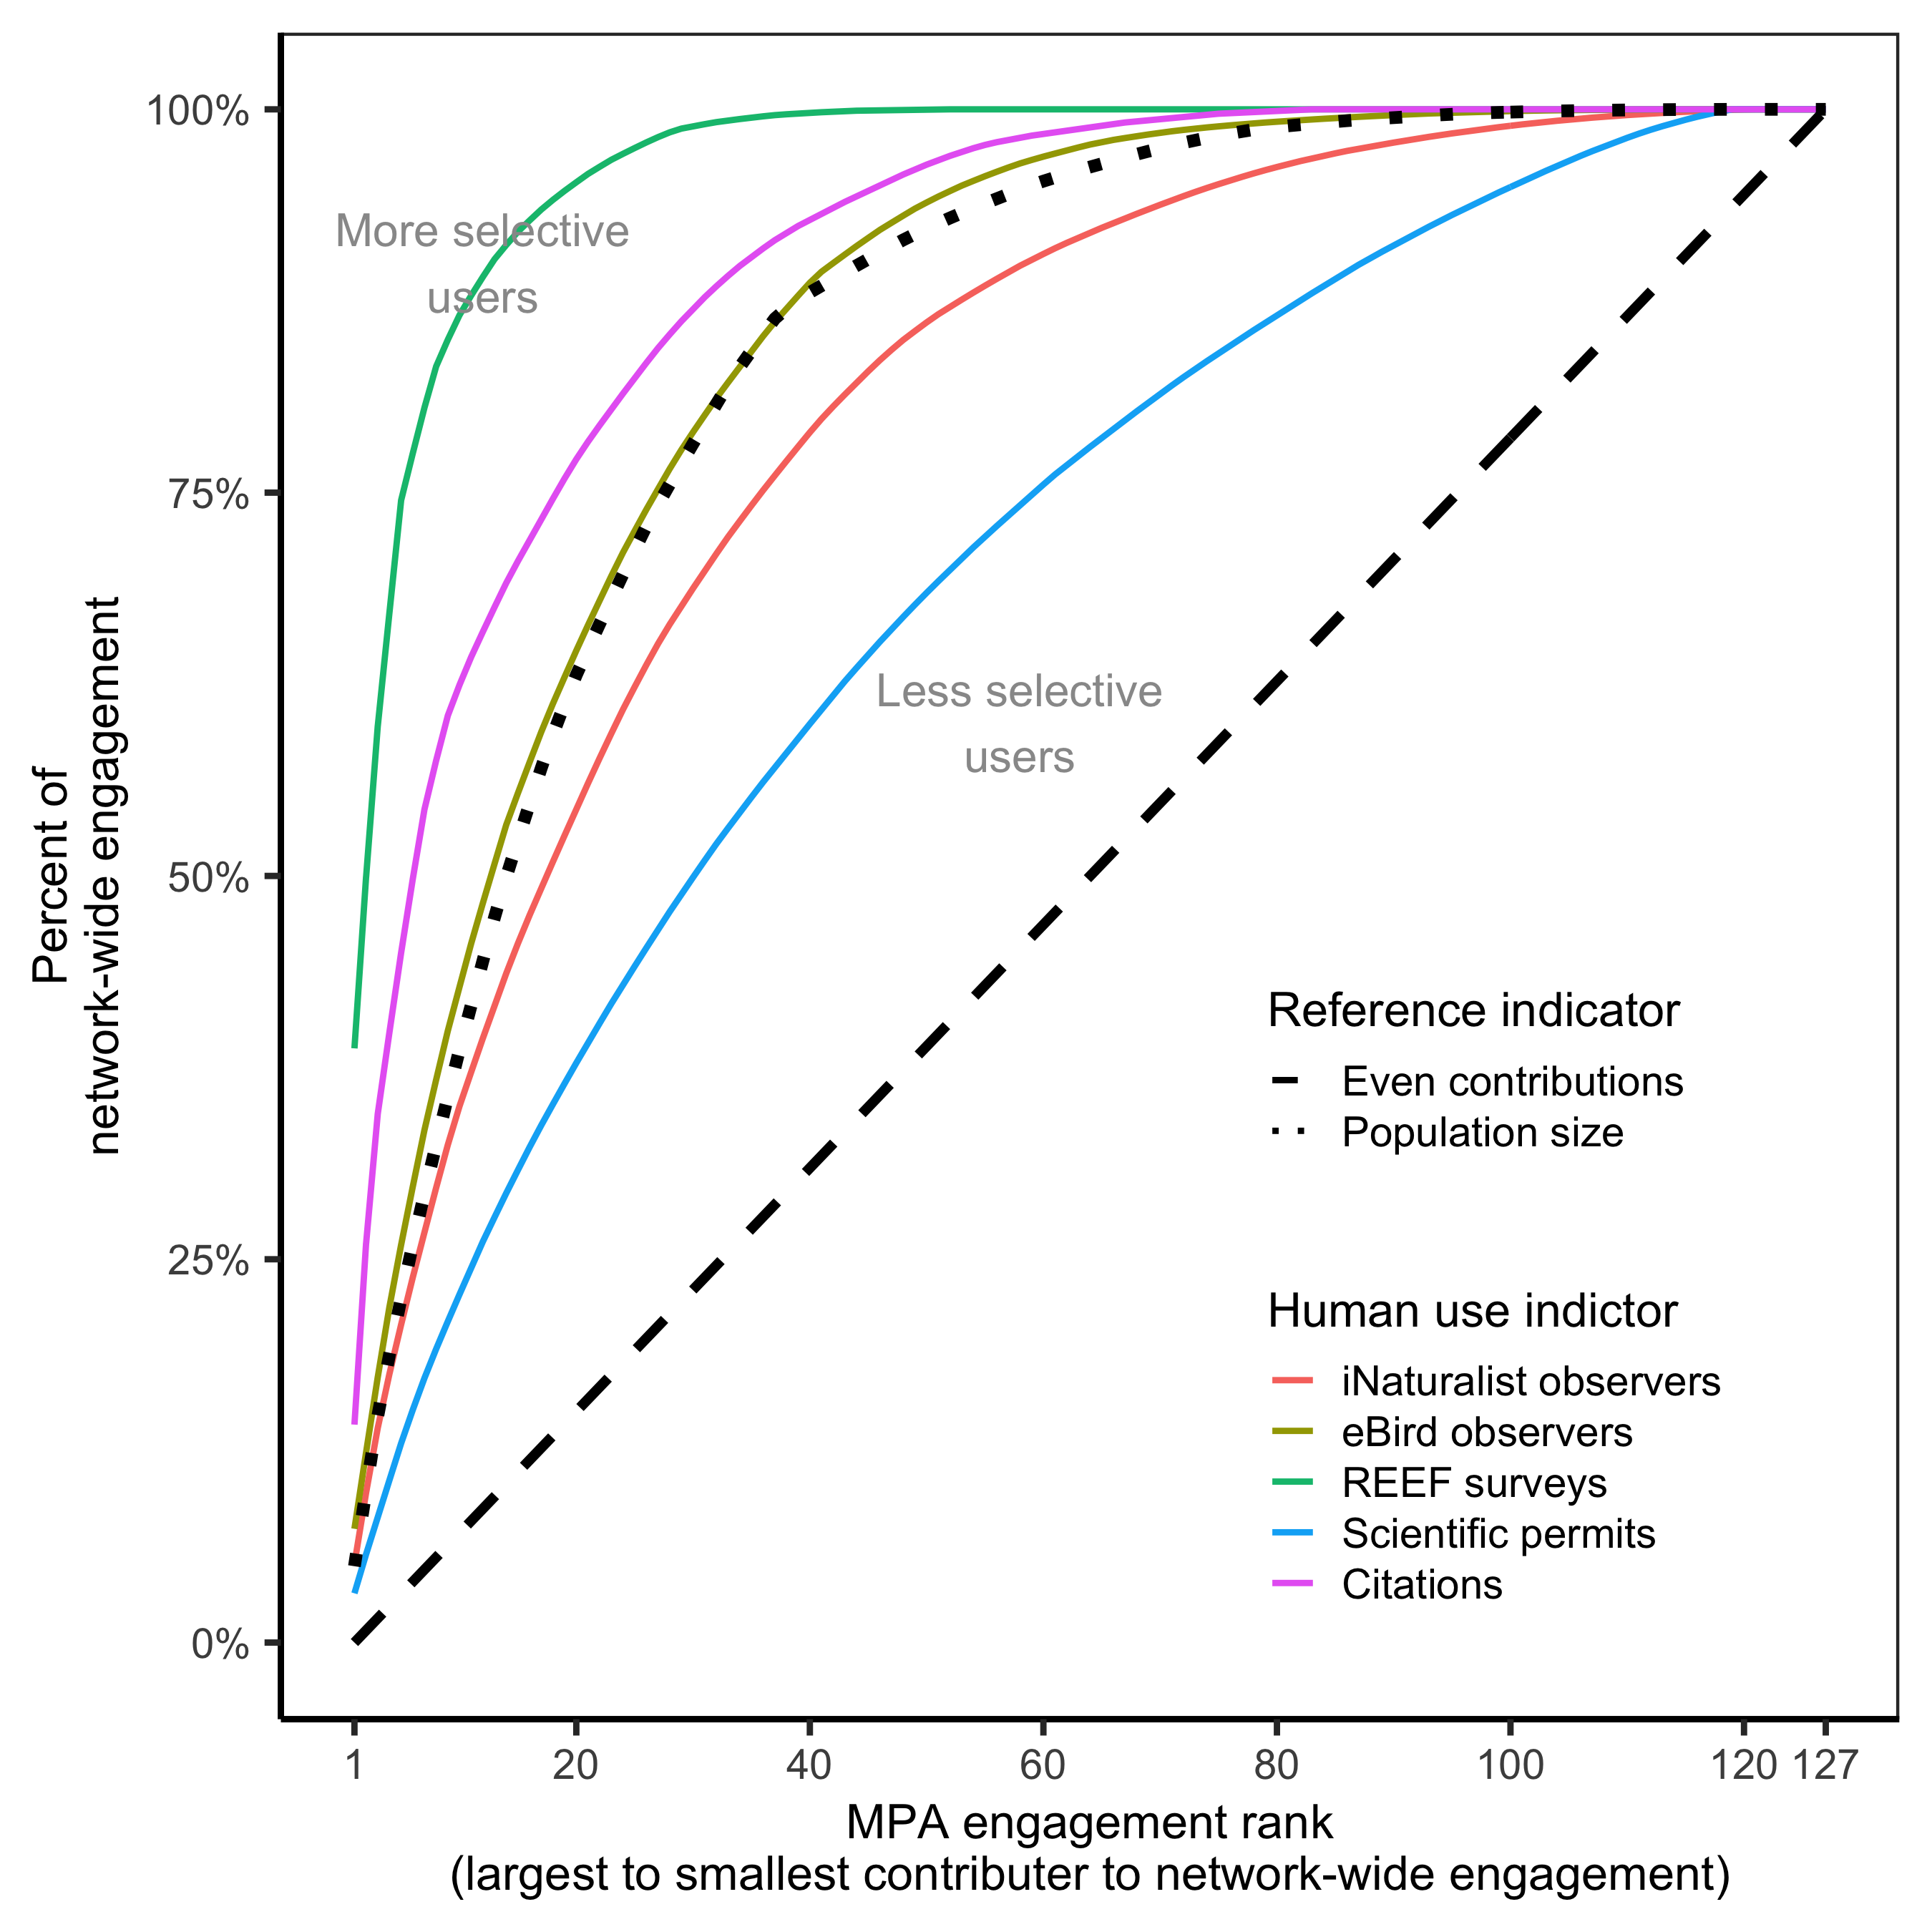 100%
75%
50%
25%
0%
Percent of
network-wide engagement
More selective
users
Less selective
users
Reference indicator
Even contributions
Population size
Human use indictor
iNaturalist observers
eBird observers
REEF surveys
Scientific permits
Citations
1 20 40 60 80 100 120 127
MPA engagement rank
(largest to smallest contributer to network-wide engagement)